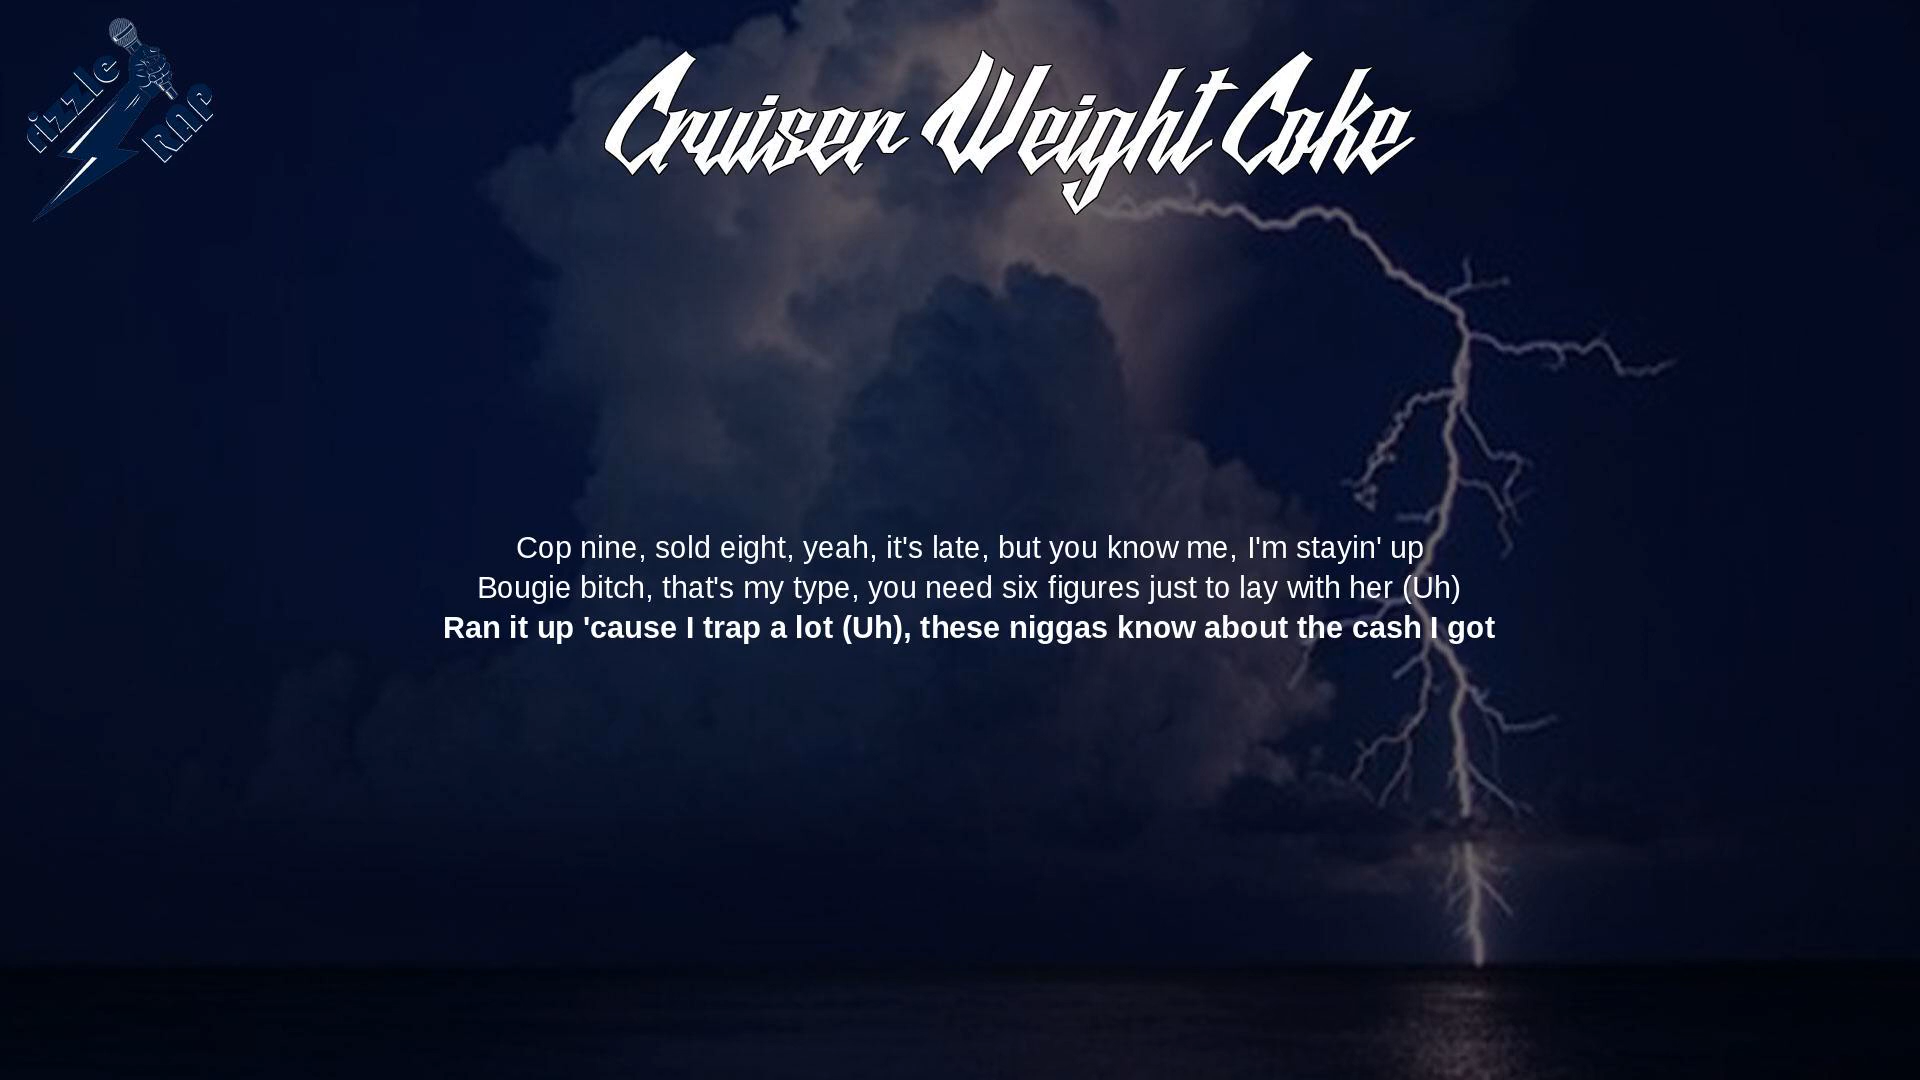 rizzle
RAP
Cruiser Weight Coke
Cop nine, sold eight, yeah, it's late, but you know me, I'm stayin' up
Bougie bitch, that's my type, you need six figures just to lay with her (Uh)
Ran it up 'cause I trap a lot (Uh), these niggas know about the cash I got